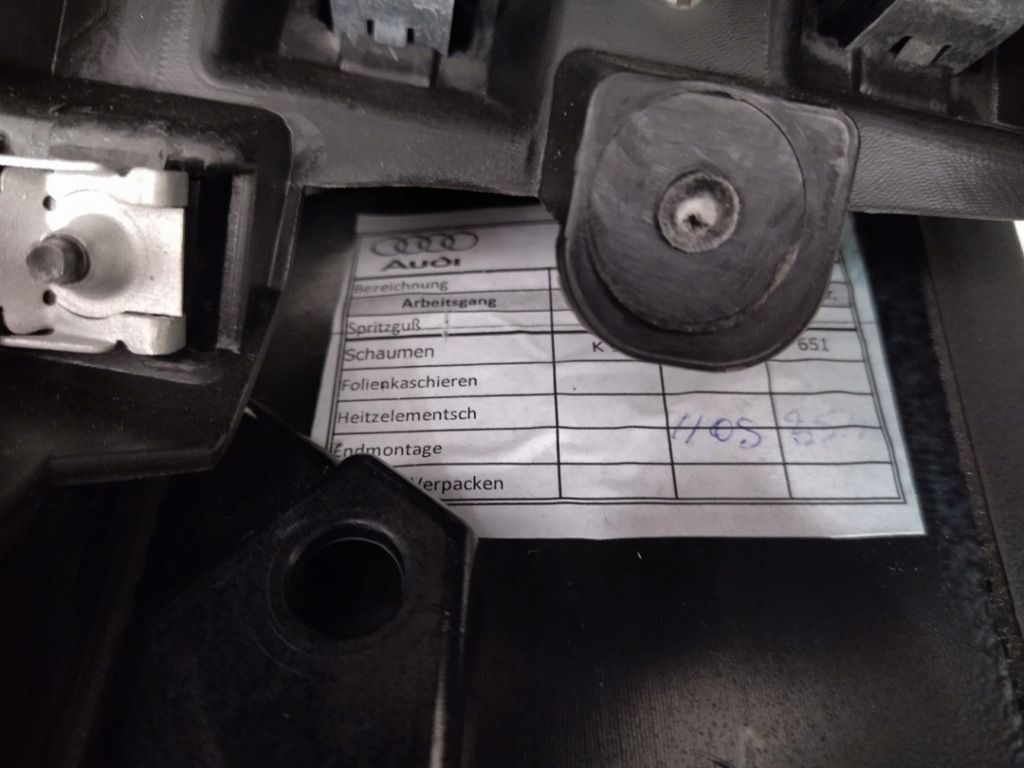 Audi
Bezeichnung
Arbeitsgang
Spritzguß
Schaumen K 651
Folienkaschieren
Heitzelementsch 1105
Endmontage
Verpacken